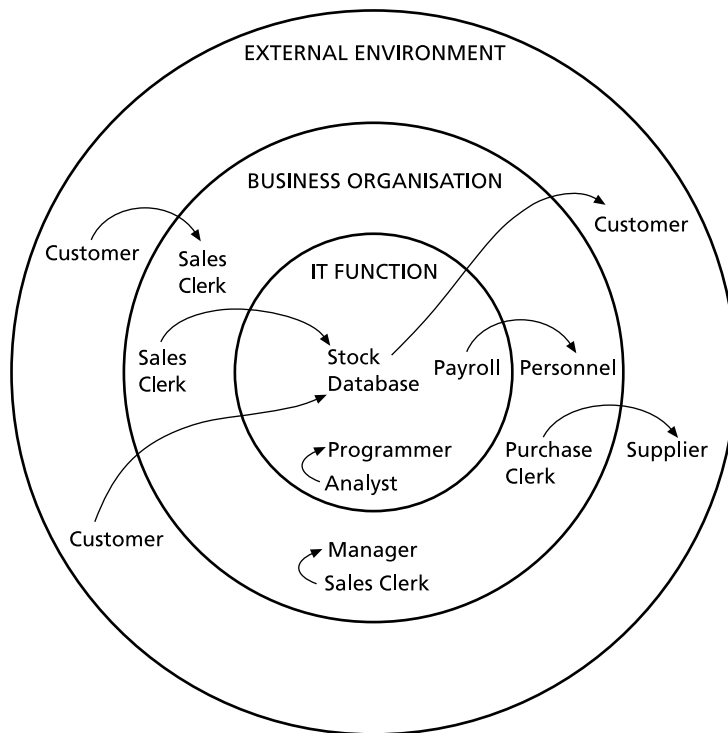 EXTERNAL ENVIRONMENT
BUSINESS ORGANISATION
Customer
Customer
Sales
Clerk
IT FUNCTION
Sales
Clerk
Stock
Database
Payroll
Personnel
Programmer
Analyst
Purchase
Clerk
Supplier
Customer
Manager
Sales Clerk